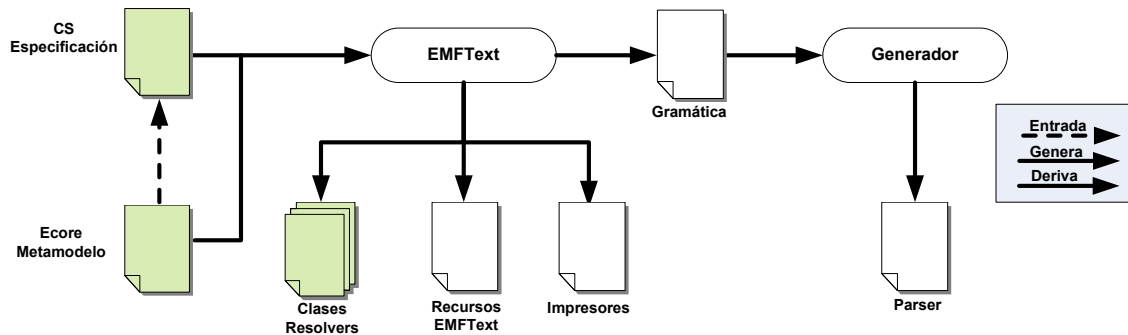 CS
Especificación
EMFText
Generador
Gramática
Entrada
Genera
Deriva
Ecore
Metamodelo
Clases
Resolvers
Recursos
EMFText
Impresores
Parser